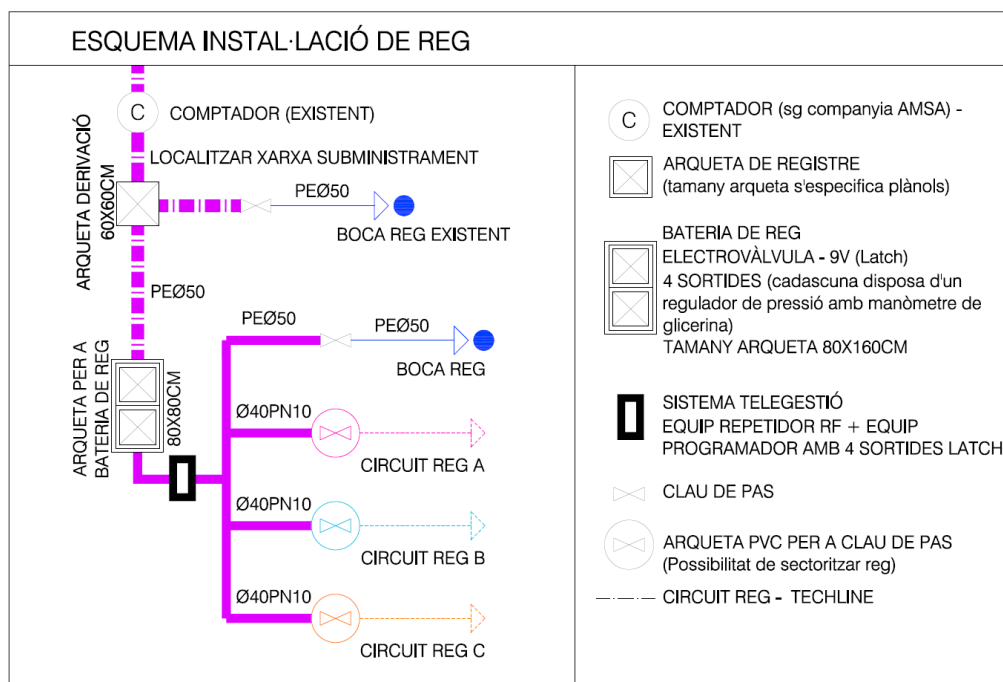 ESQUEMA INSTAL·LACIÓ DE REG
C
COMPTADOR (EXISTENT)
LOCALITZAR XARXA SUBMINISTRAMENT
ARQUETA DERIVACIÓ
60X60CM
PEØ50
BOCA REG EXISTENT
PEØ50
PEØ50
PEØ50
BOCA REG
ARQUETA PER A
BATERIA DE REG
80X80CM
Ø40PN10
CIRCUIT REG A
Ø40PN10
CIRCUIT REG B
Ø40PN10
CIRCUIT REG C
C
COMPTADOR (sg companyia AMSA) -
EXISTENT
ARQUETA DE REGISTRE
(tamany arqueta s'especifica plànols)
BATERIA DE REG
ELECTROVÀLVULA - 9V (Latch)
4 SORTIDES (cadascuna disposa d'un
regulador de pressió amb manòmetre de
glicerina)
TAMANY ARQUETA 80X160CM
SISTEMA TELEGESTIÓ
EQUIP REPETIDOR RF + EQUIP
PROGRAMADOR AMB 4 SORTIDES LATCH
CLAU DE PAS
ARQUETA PVC PER A CLAU DE PAS
(Possibilitat de sectoritzar reg)
CIRCUIT REG - TECHLINE